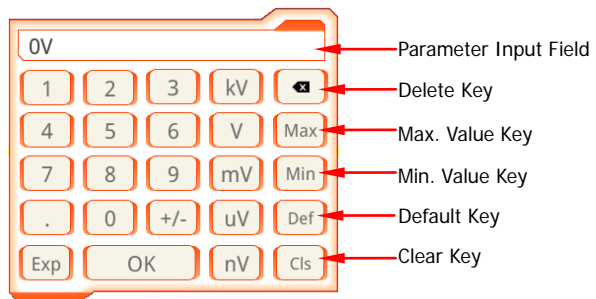 0V
Parameter Input Field
1 2 3 kV
Delete Key
4 5 6 V Max
Max. Value Key
7 8 9 mV Min
Min. Value Key
. 0 +/- uV Def
Default Key
Exp OK nV Cls
Clear Key